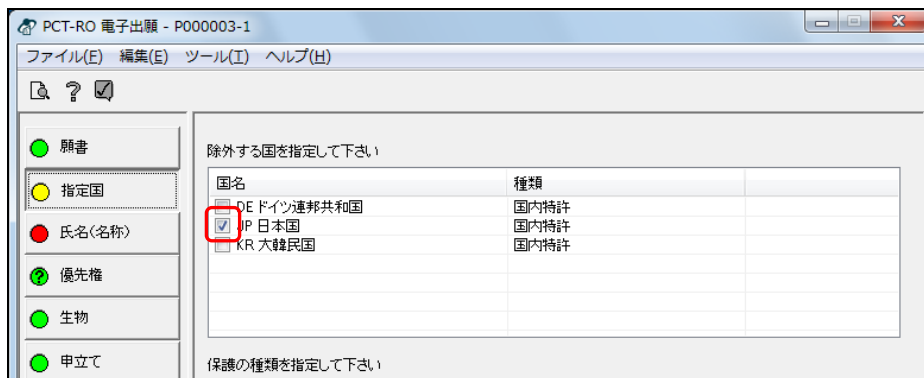 PCT-RO 電子出願 - P000003-1
ファイル(F) 編集(E) ツール(T) ヘルプ(H)
願書
指定国
氏名(名称)
優先権
生物
申立て
除外する国を指定して下さい
国名 種類
DE ドイツ連邦共和国 国内特許
JP 日本国 国内特許
KR 大韓民国 国内特許
保護の種類を指定して下さい